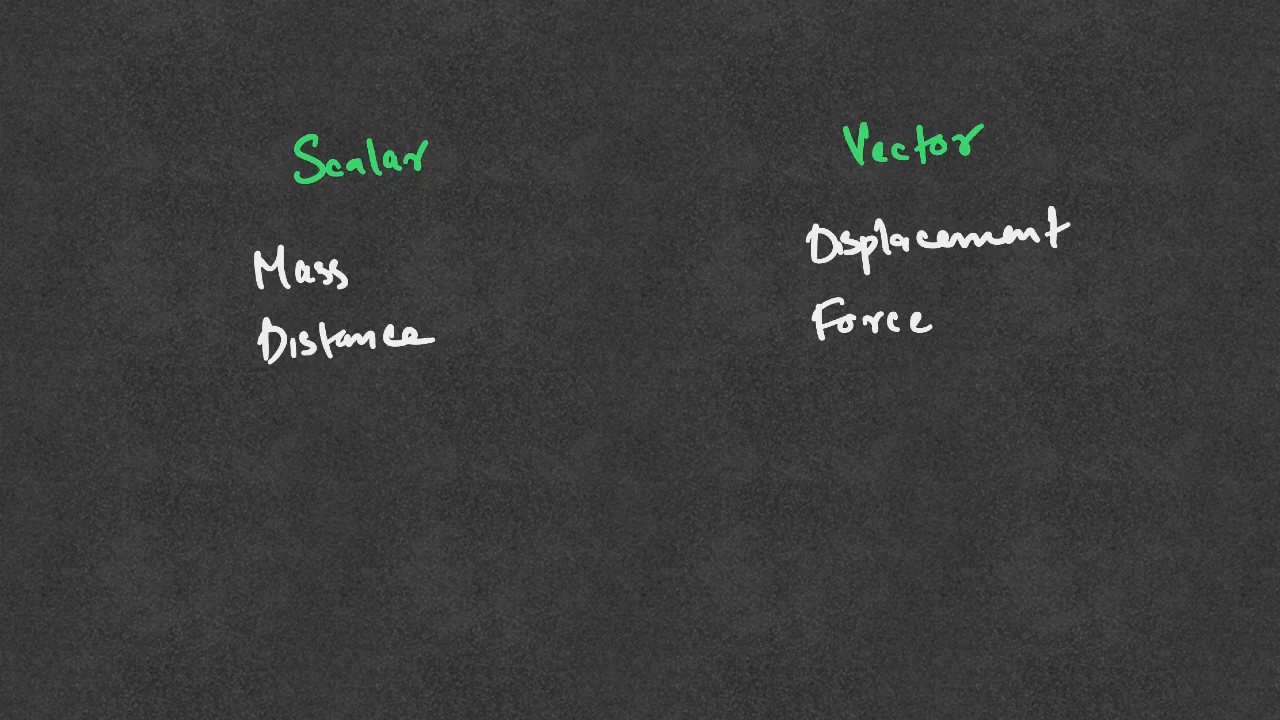 Scalar
Mass
Distance
Vector
Displacement
Force